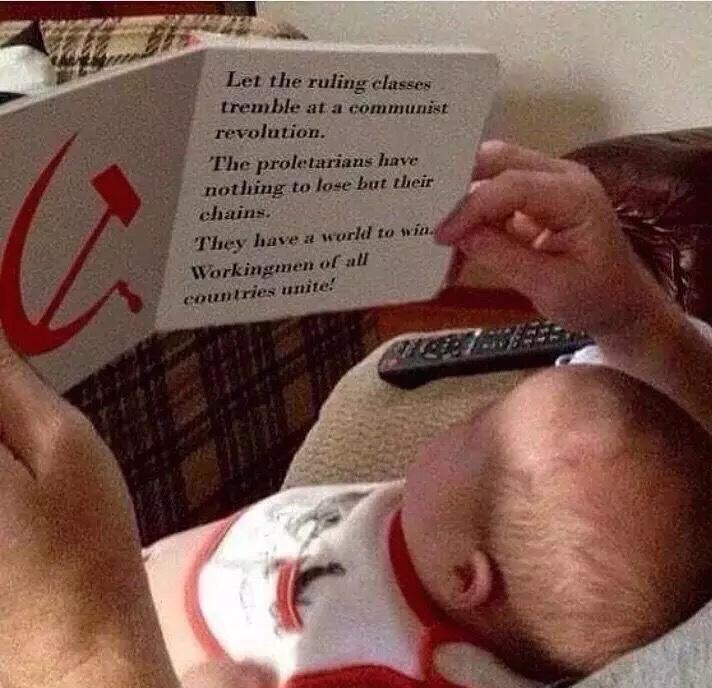 Let the ruling classes
tremble at a communist
revolution.
The proletarians have
nothing to lose but their
chains.
They have a world to win.
Workingmen of all
countries unite!